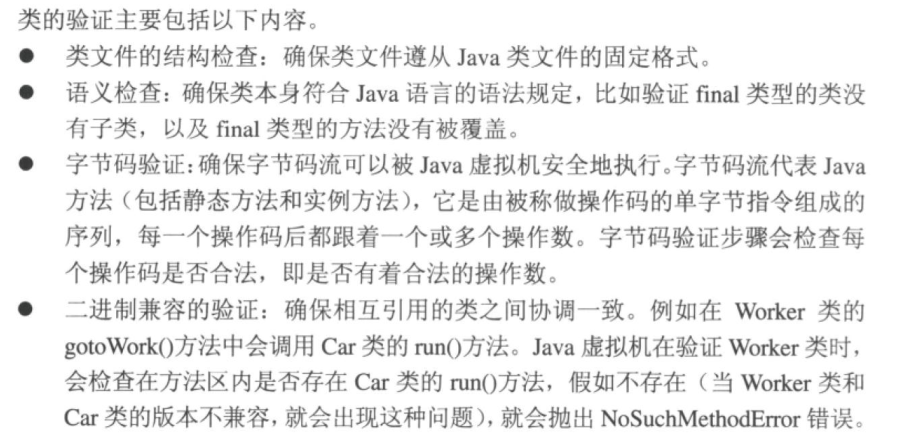 类的验证主要包括以下内容。
● 类文件的结构检查：确保类文件遵从 Java 类文件的固定格式。
● 语义检查：确保类本身符合 Java 语言的语法规定，比如验证 final 类型的类没
有子类，以及 final 类型的方法没有被覆盖。
● 字节码验证：确保字节码流可以被 Java 虚拟机安全地执行。字节码流代表 Java
方法（包括静态方法和实例方法），它是由被称做操作码的单字节指令组成的
序列，每一个操作码后都跟着一个或多个操作数。字节码验证步骤会检查每
个操作码是否合法，即是否有着合法的操作数。
● 二进制兼容的验证：确保相互引用的类之间协调一致。例如在 Worker 类的
gotoWork()方法中会调用 Car 类的 run()方法。Java 虚拟机在验证 Worker 类时，
会检查在方法区内是否存在 Car 类的 run()方法，假如不存在（当 Worker 类和
Car 类的版本不兼容，就会出现这种问题），就会抛出 NoSuchMethodError 错误。